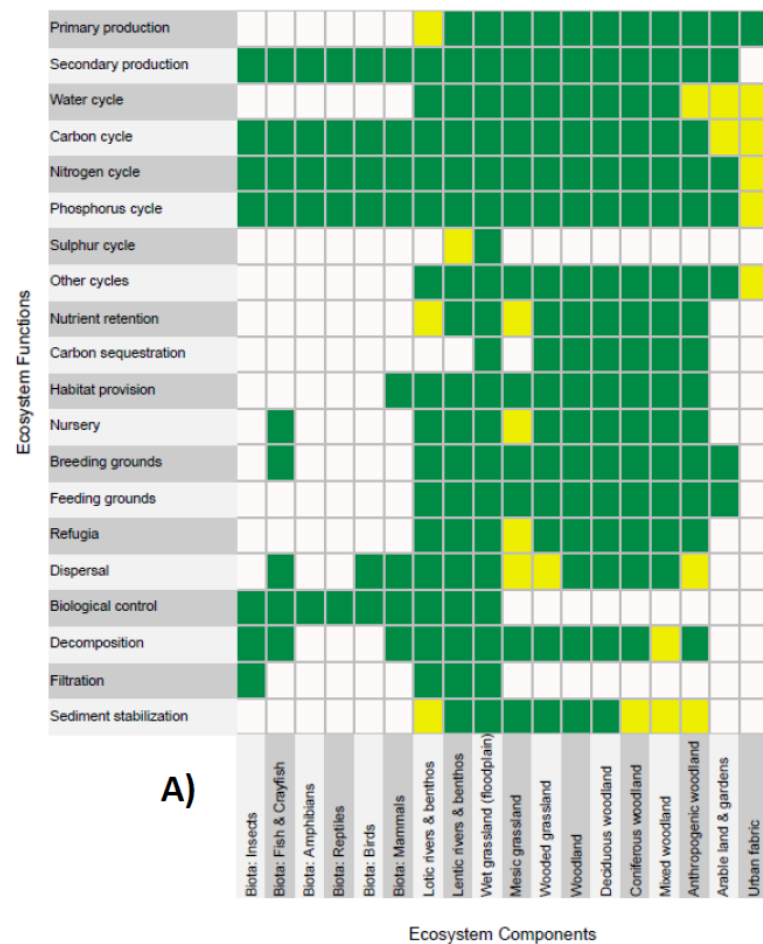 Primary production
Secondary production
Water cycle
Carbon cycle
Nitrogen cycle
Phosphorus cycle
Sulphur cycle
Other cycles
Nutrient retention
Carbon sequestration
Habitat provision
Nursery
Breeding grounds
Feeding grounds
Refugia
Dispersal
Biological control
Decomposition
Filtration
Sediment stabilization
Ecosystem Functions
A)
Biota: Insects
Biota: Fish & Crayfish
Biota: Amphibians
Biota: Reptiles
Biota: Birds
Biota: Mammals
Lotic rivers & benthos
Lentic rivers & benthos
Wet grassland (floodplain)
Mesic grassland
Wooded grassland
Woodland
Deciduous woodland
Coniferous woodland
Mixed woodland
Anthropogenic woodland
Arable land & gardens
Urban fabric
Ecosystem Components